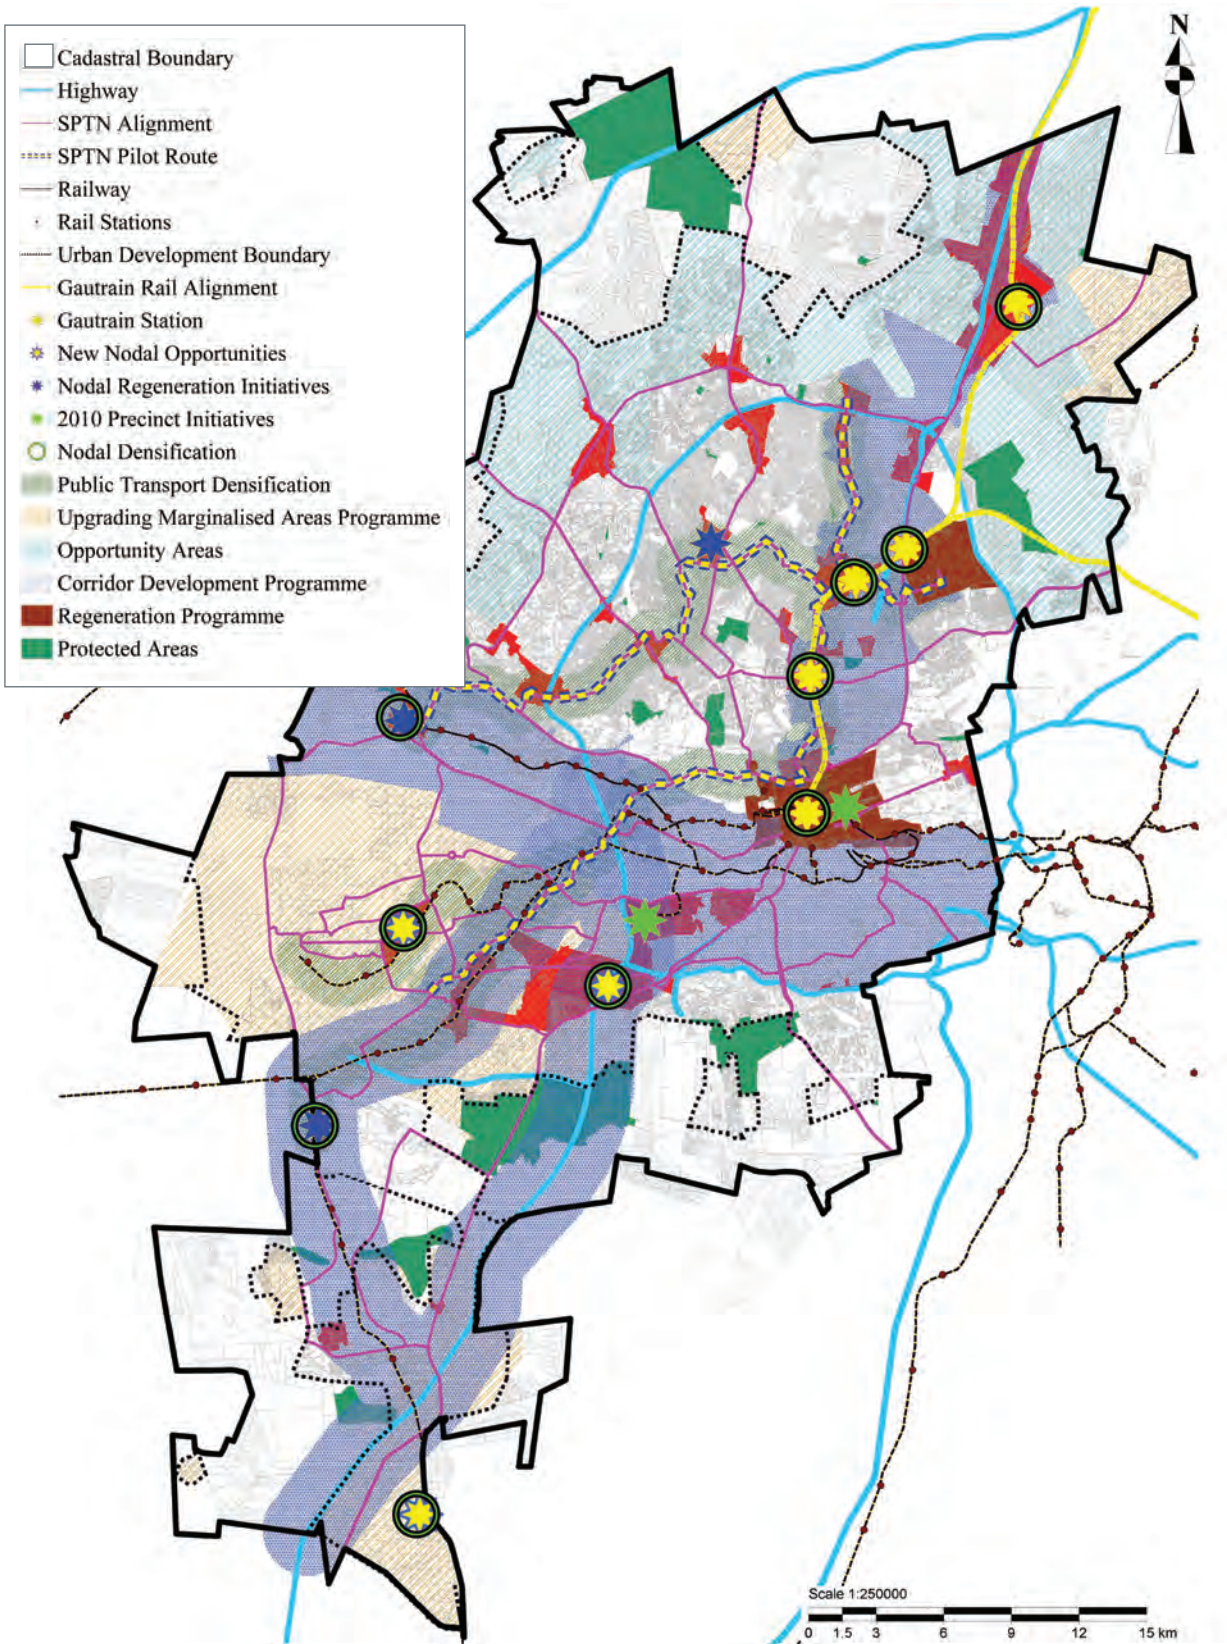 N
Cadastral Boundary
Highway
SPTN Alignment
SPTN Pilot Route
Railway
Rail Stations
Urban Development Boundary
Gautrain Rail Alignment
Gautrain Station
New Nodal Opportunities
Nodal Regeneration Initiatives
2010 Precinct Initiatives
Nodal Densification
Public Transport Densification
Upgrading Marginalised Areas Programme
Opportunity Areas
Corridor Development Programme
Regeneration Programme
Protected Areas
Scale 1:250000
0 1.5 3 6 9 12 15 km